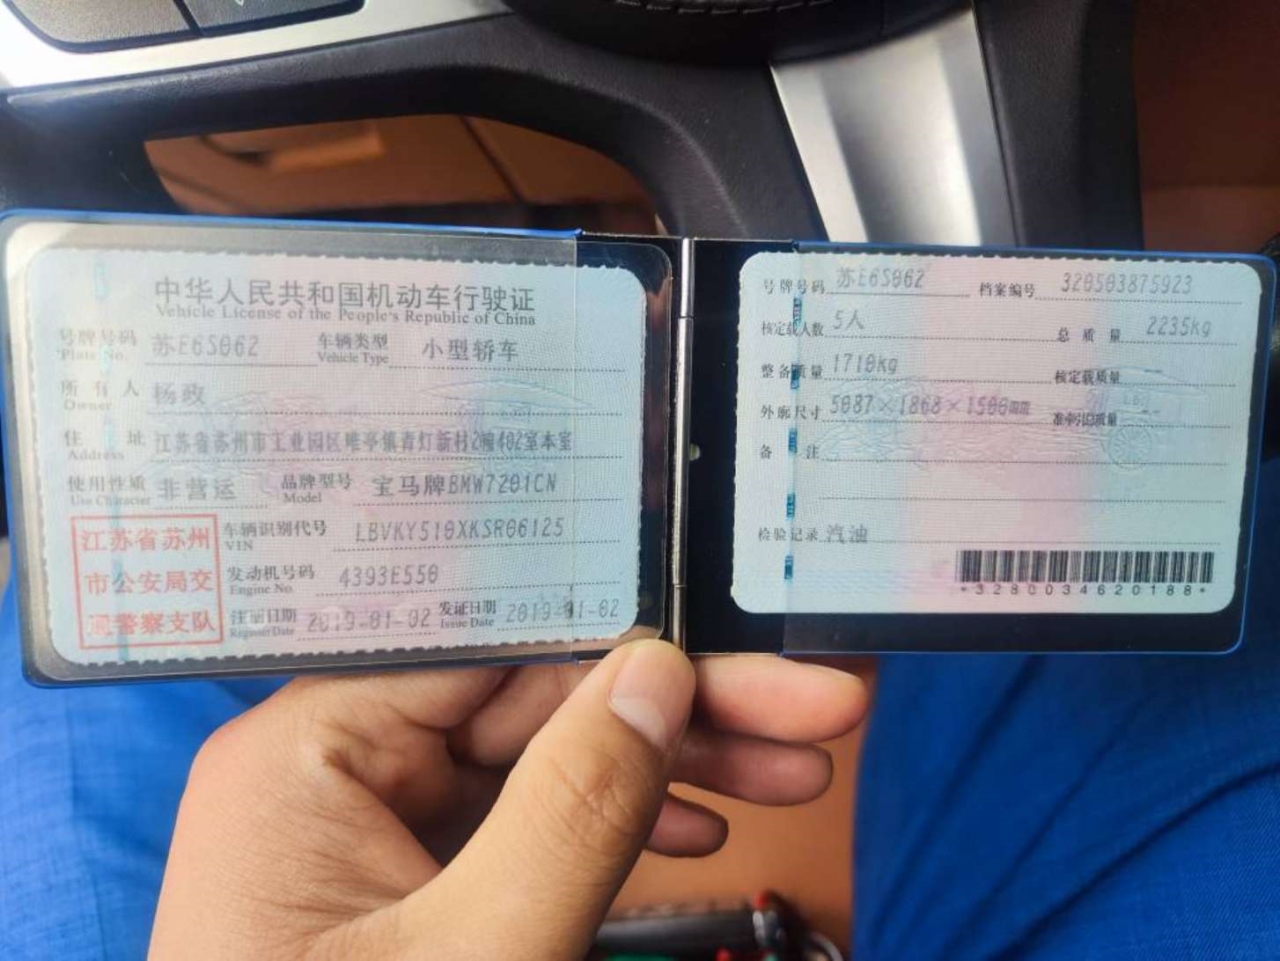 中华人民共和国机动车行驶证
Vehicle License of the People's Republic of China
号牌号码 苏E65062 车辆类型 小型轿车
Plate No. Vehicle Type
所有人 杨政
Owner
住址 江苏省苏州市工业园区唯亭镇青灯新村2幢402室本室
Address
使用性质 非营运 品牌型号 宝马牌BMW7201CN
Use Character Model
江苏省苏州
市公安局交
通警察支队
车辆识别代号 LBVKY510XKSR06125
VIN
发动机号码 4393E550
Engine No.
注册日期 2019-01-02 发证日期 2019-01-02
Register Date Issue Date
号牌号码 苏E65062 档案编号 320503875923
核定载人数 5人 总质量 2235kg
整备质量 1710kg 核定载质量 --
外廓尺寸 5087×1868×1500mm 准牵引总质量 --
备注
检验记录 汽油
*3280034620188*